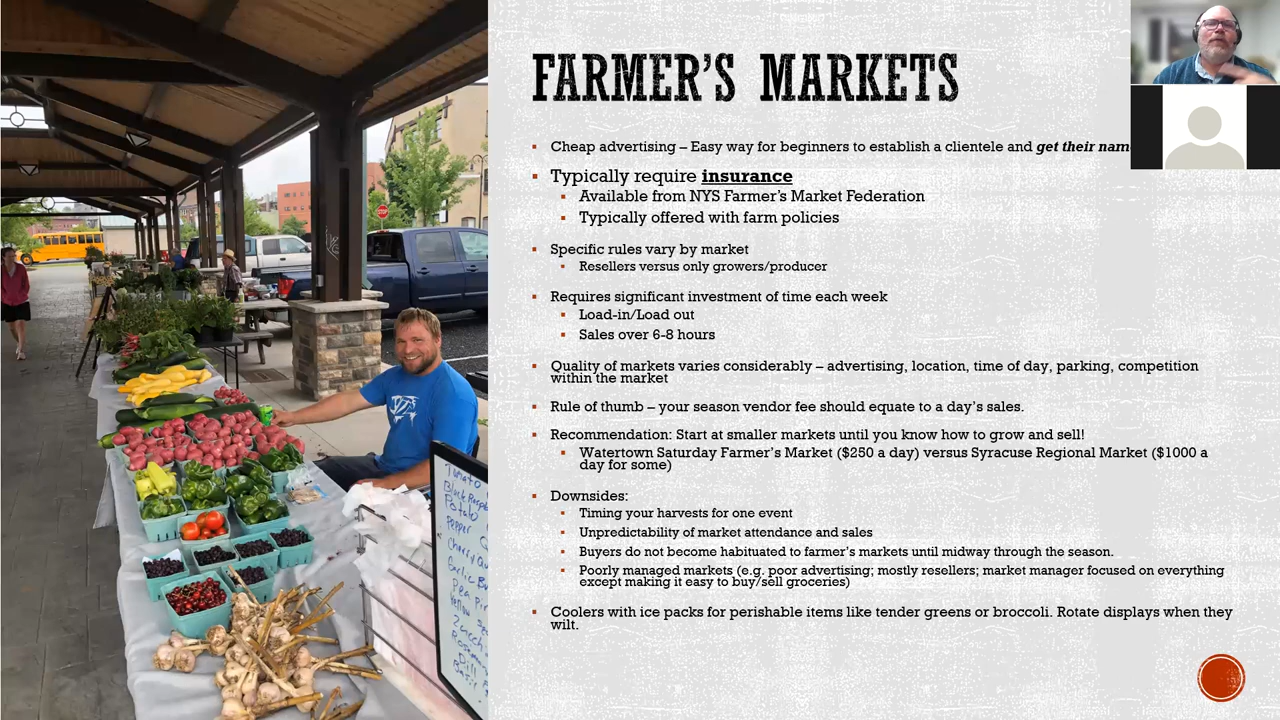 FARMER'S MARKETS
Cheap advertising – Easy way for beginners to establish a clientele and get their
Typically require insurance
Available from NYS Farmer's Market Federation
Typically offered with farm policies
Specific rules vary by market
Resellers versus only growers/producer
Requires significant investment of time each week
Load-in/Load out
Sales over 6-8 hours
Quality of markets varies considerably – advertising, location, time of day, parking, competition
within the market
Rule of thumb – your season vendor fee should equate to a day's sales.
Recommendation: Start at smaller markets until you know how to grow and sell!
Watertown Saturday Farmer's Market ($250 a day) versus Syracuse Regional Market ($1000 a
day for some)
Downsides:
Timing your harvests for one event
Unpredictability of market attendance and sales
Buyers do not become habituated to farmer's markets until midway through the season.
Poorly managed markets (e.g. poor advertising; mostly resellers; market manager focused on everything
except making it easy to buy/sell groceries)
Coolers with ice packs for perishable items like tender greens or broccoli. Rotate displays when they
wilt.